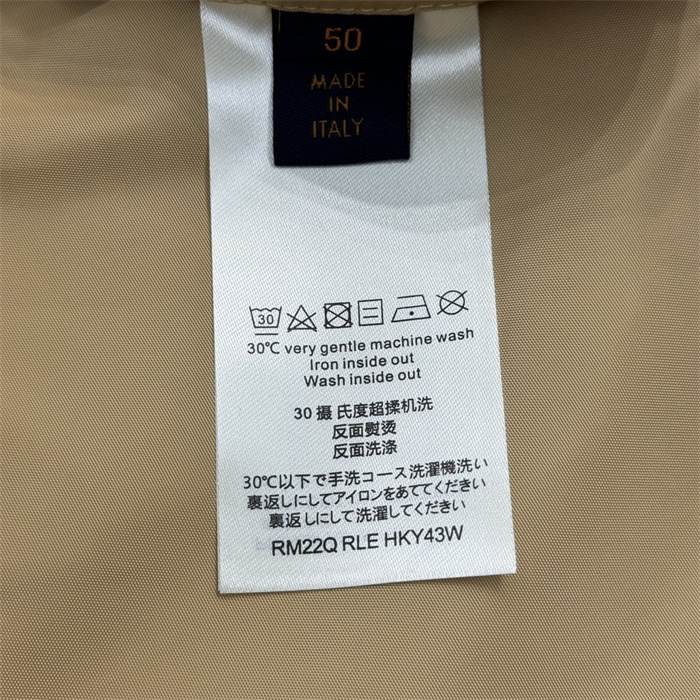 50
MADE
IN
ITALY
30
30℃ very gentle machine wash
Iron inside out
Wash inside out
30 摄 氏度超揉机洗
反面熨烫
反面洗涤
30℃以下で手洗コース洗濯機洗い
裏返しにしてアイロンをあててください
裏返しにして洗濯してください
RM22Q RLE HKY43W